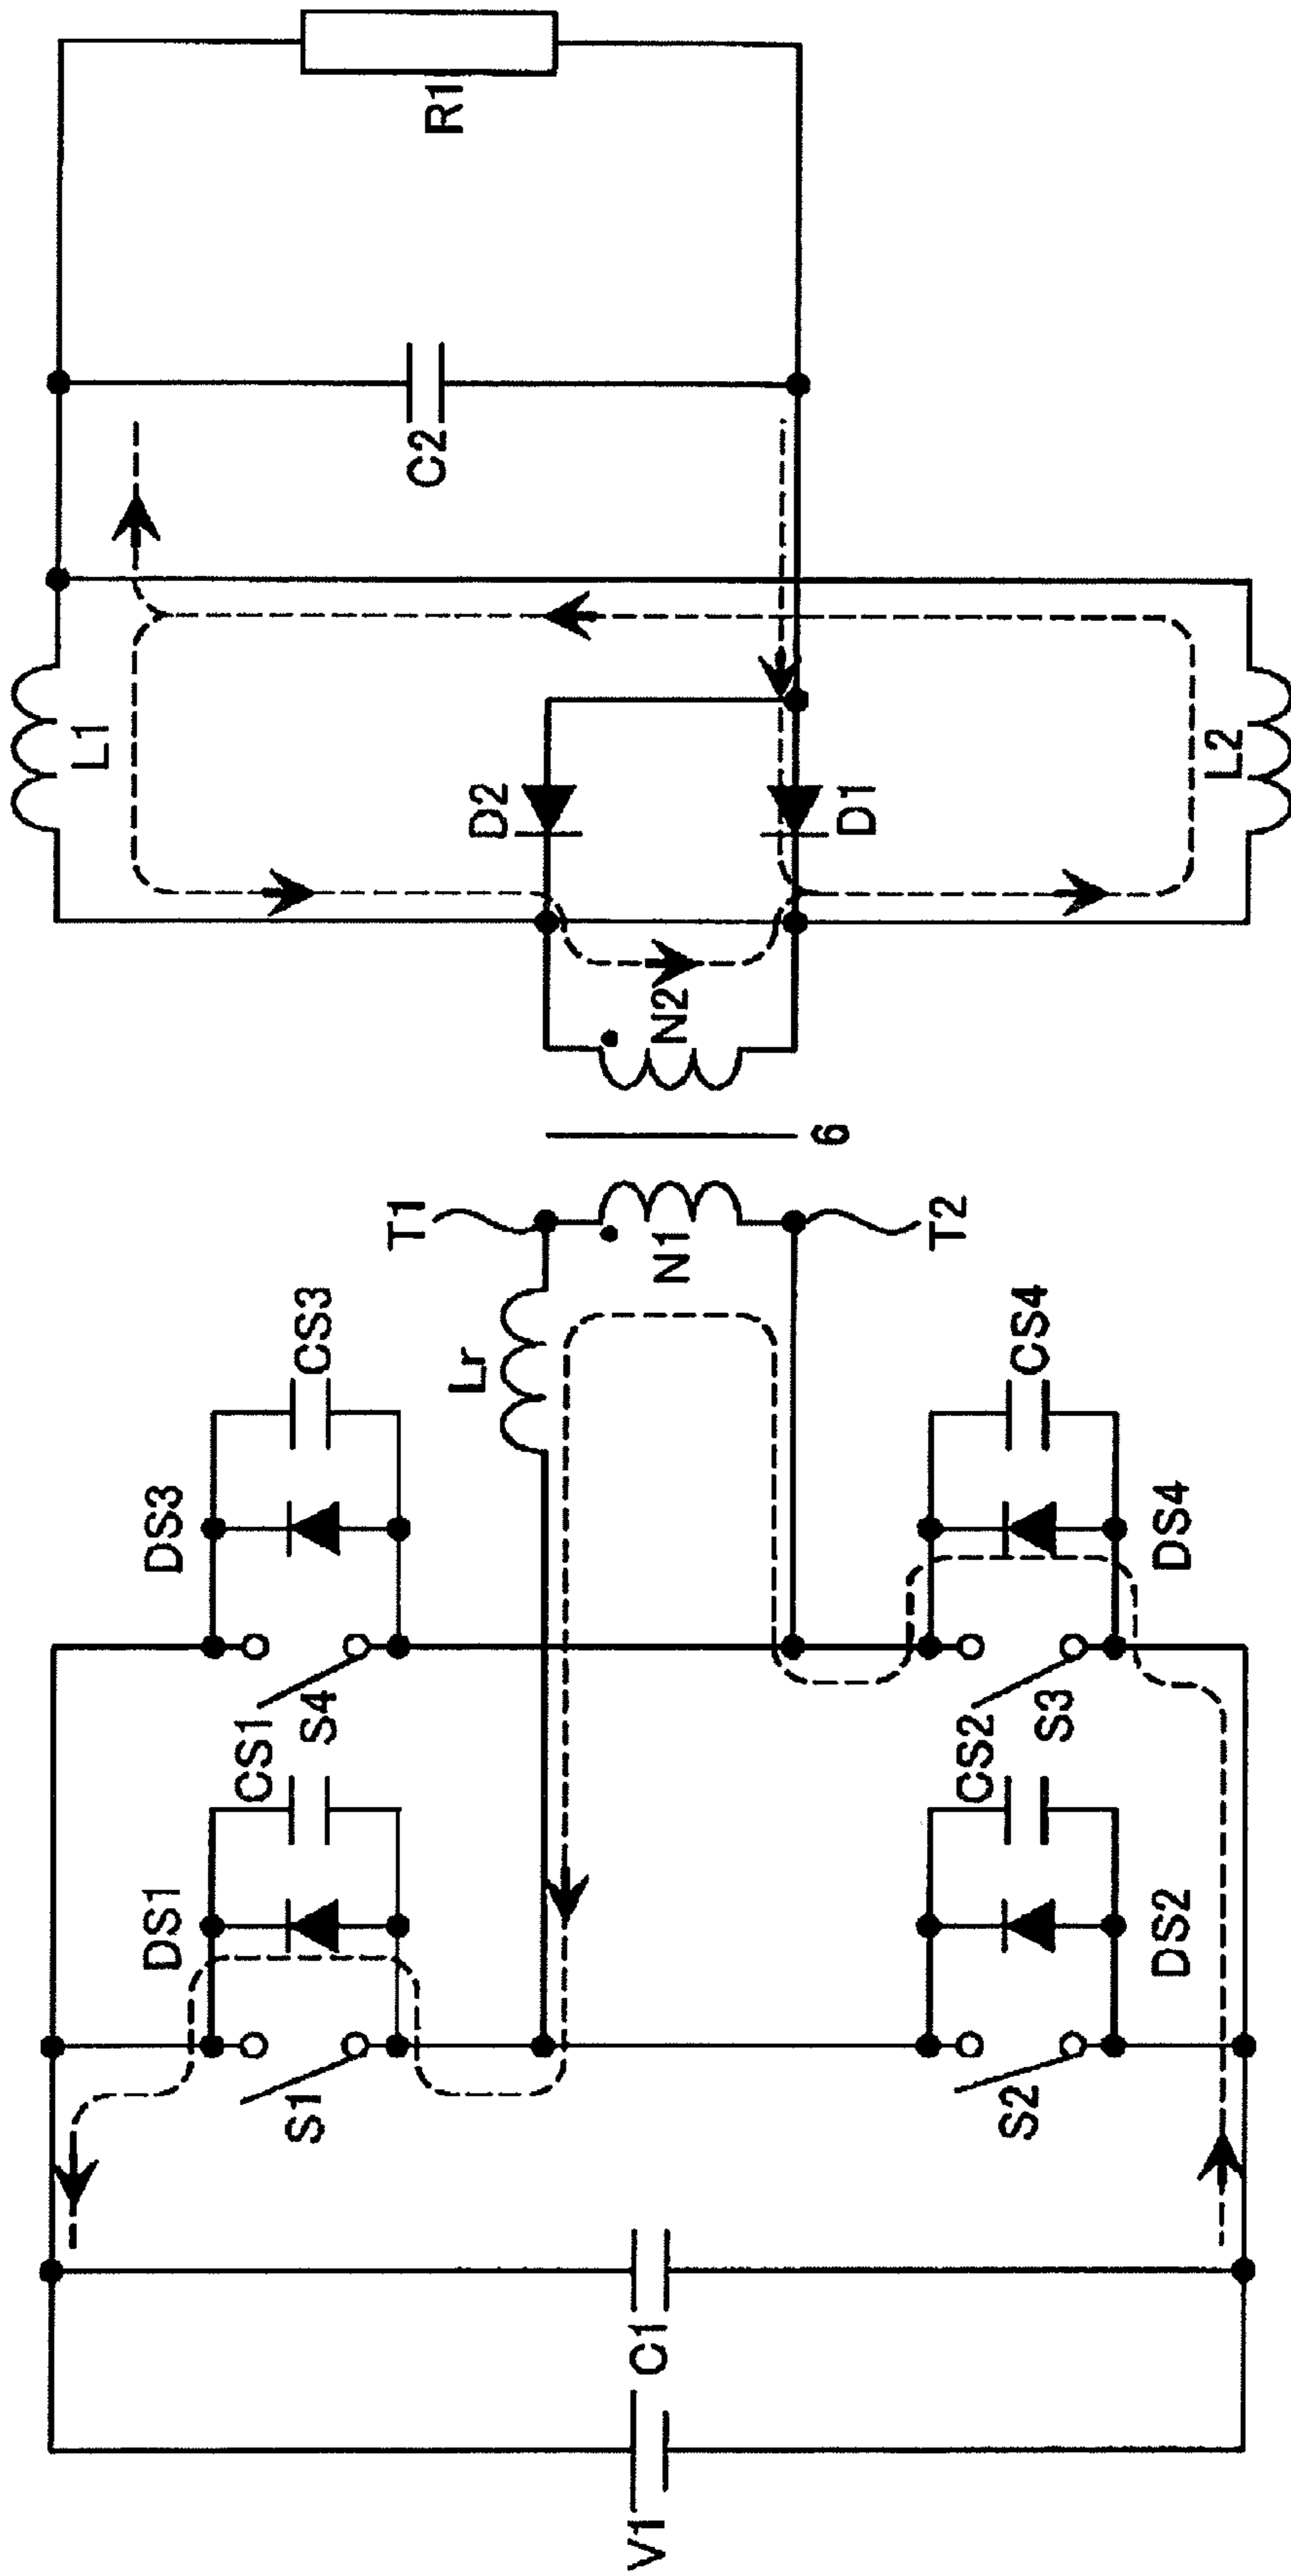 DS1
DS3
L1
CS1
CS3
S1
S4
T1
C2
R1
Lr
D2
V1
C1
N1
N2
6
D1
T2
CS2
CS4
S2
S3
DS2
DS4
L2